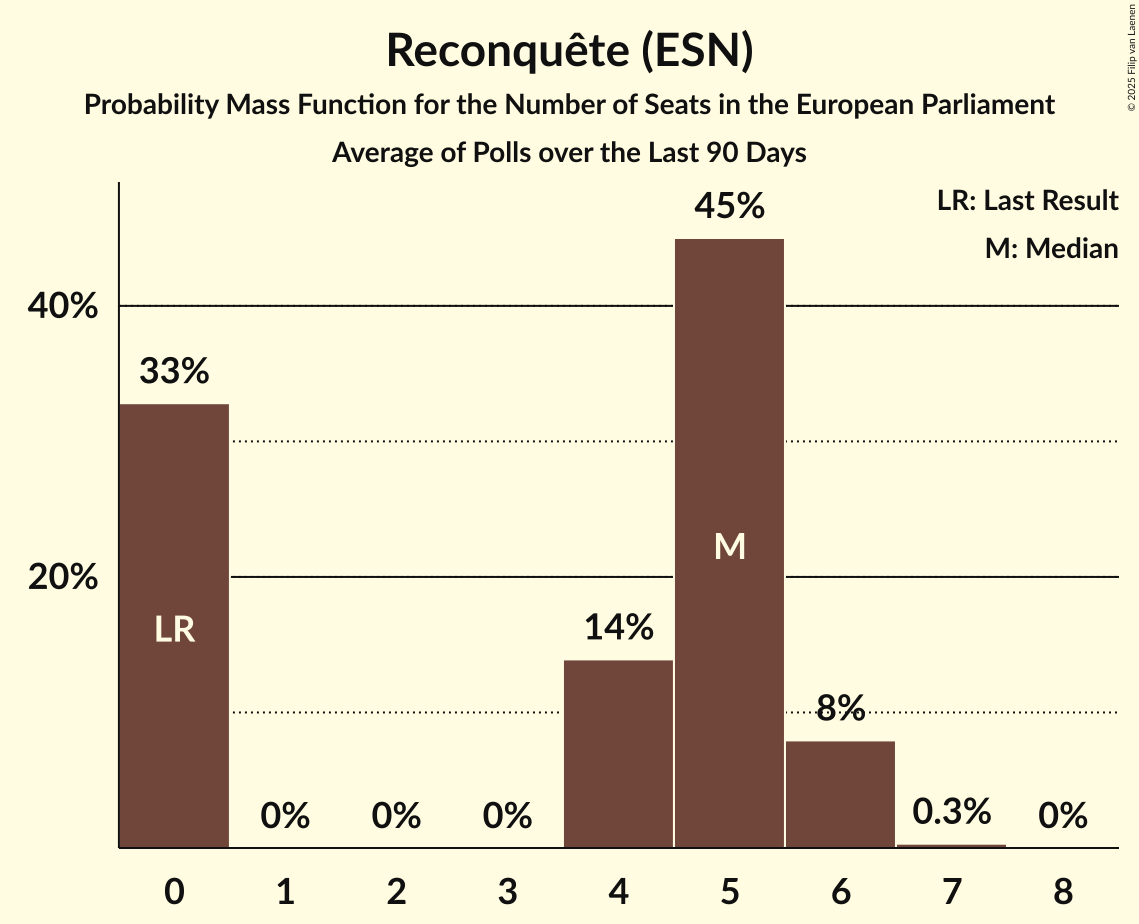 Reconquête (ESN)
Probability Mass Function for the Number of Seats in the European Parliament
Average of Polls over the Last 90 Days
© 2025 Filip van Laenen
LR: Last Result
M: Median
45%
40%
33%
M
20%
LR
14%
8%
0%
0%
0%
0.3%
0%
0
1
2
3
4
5
6
7
8